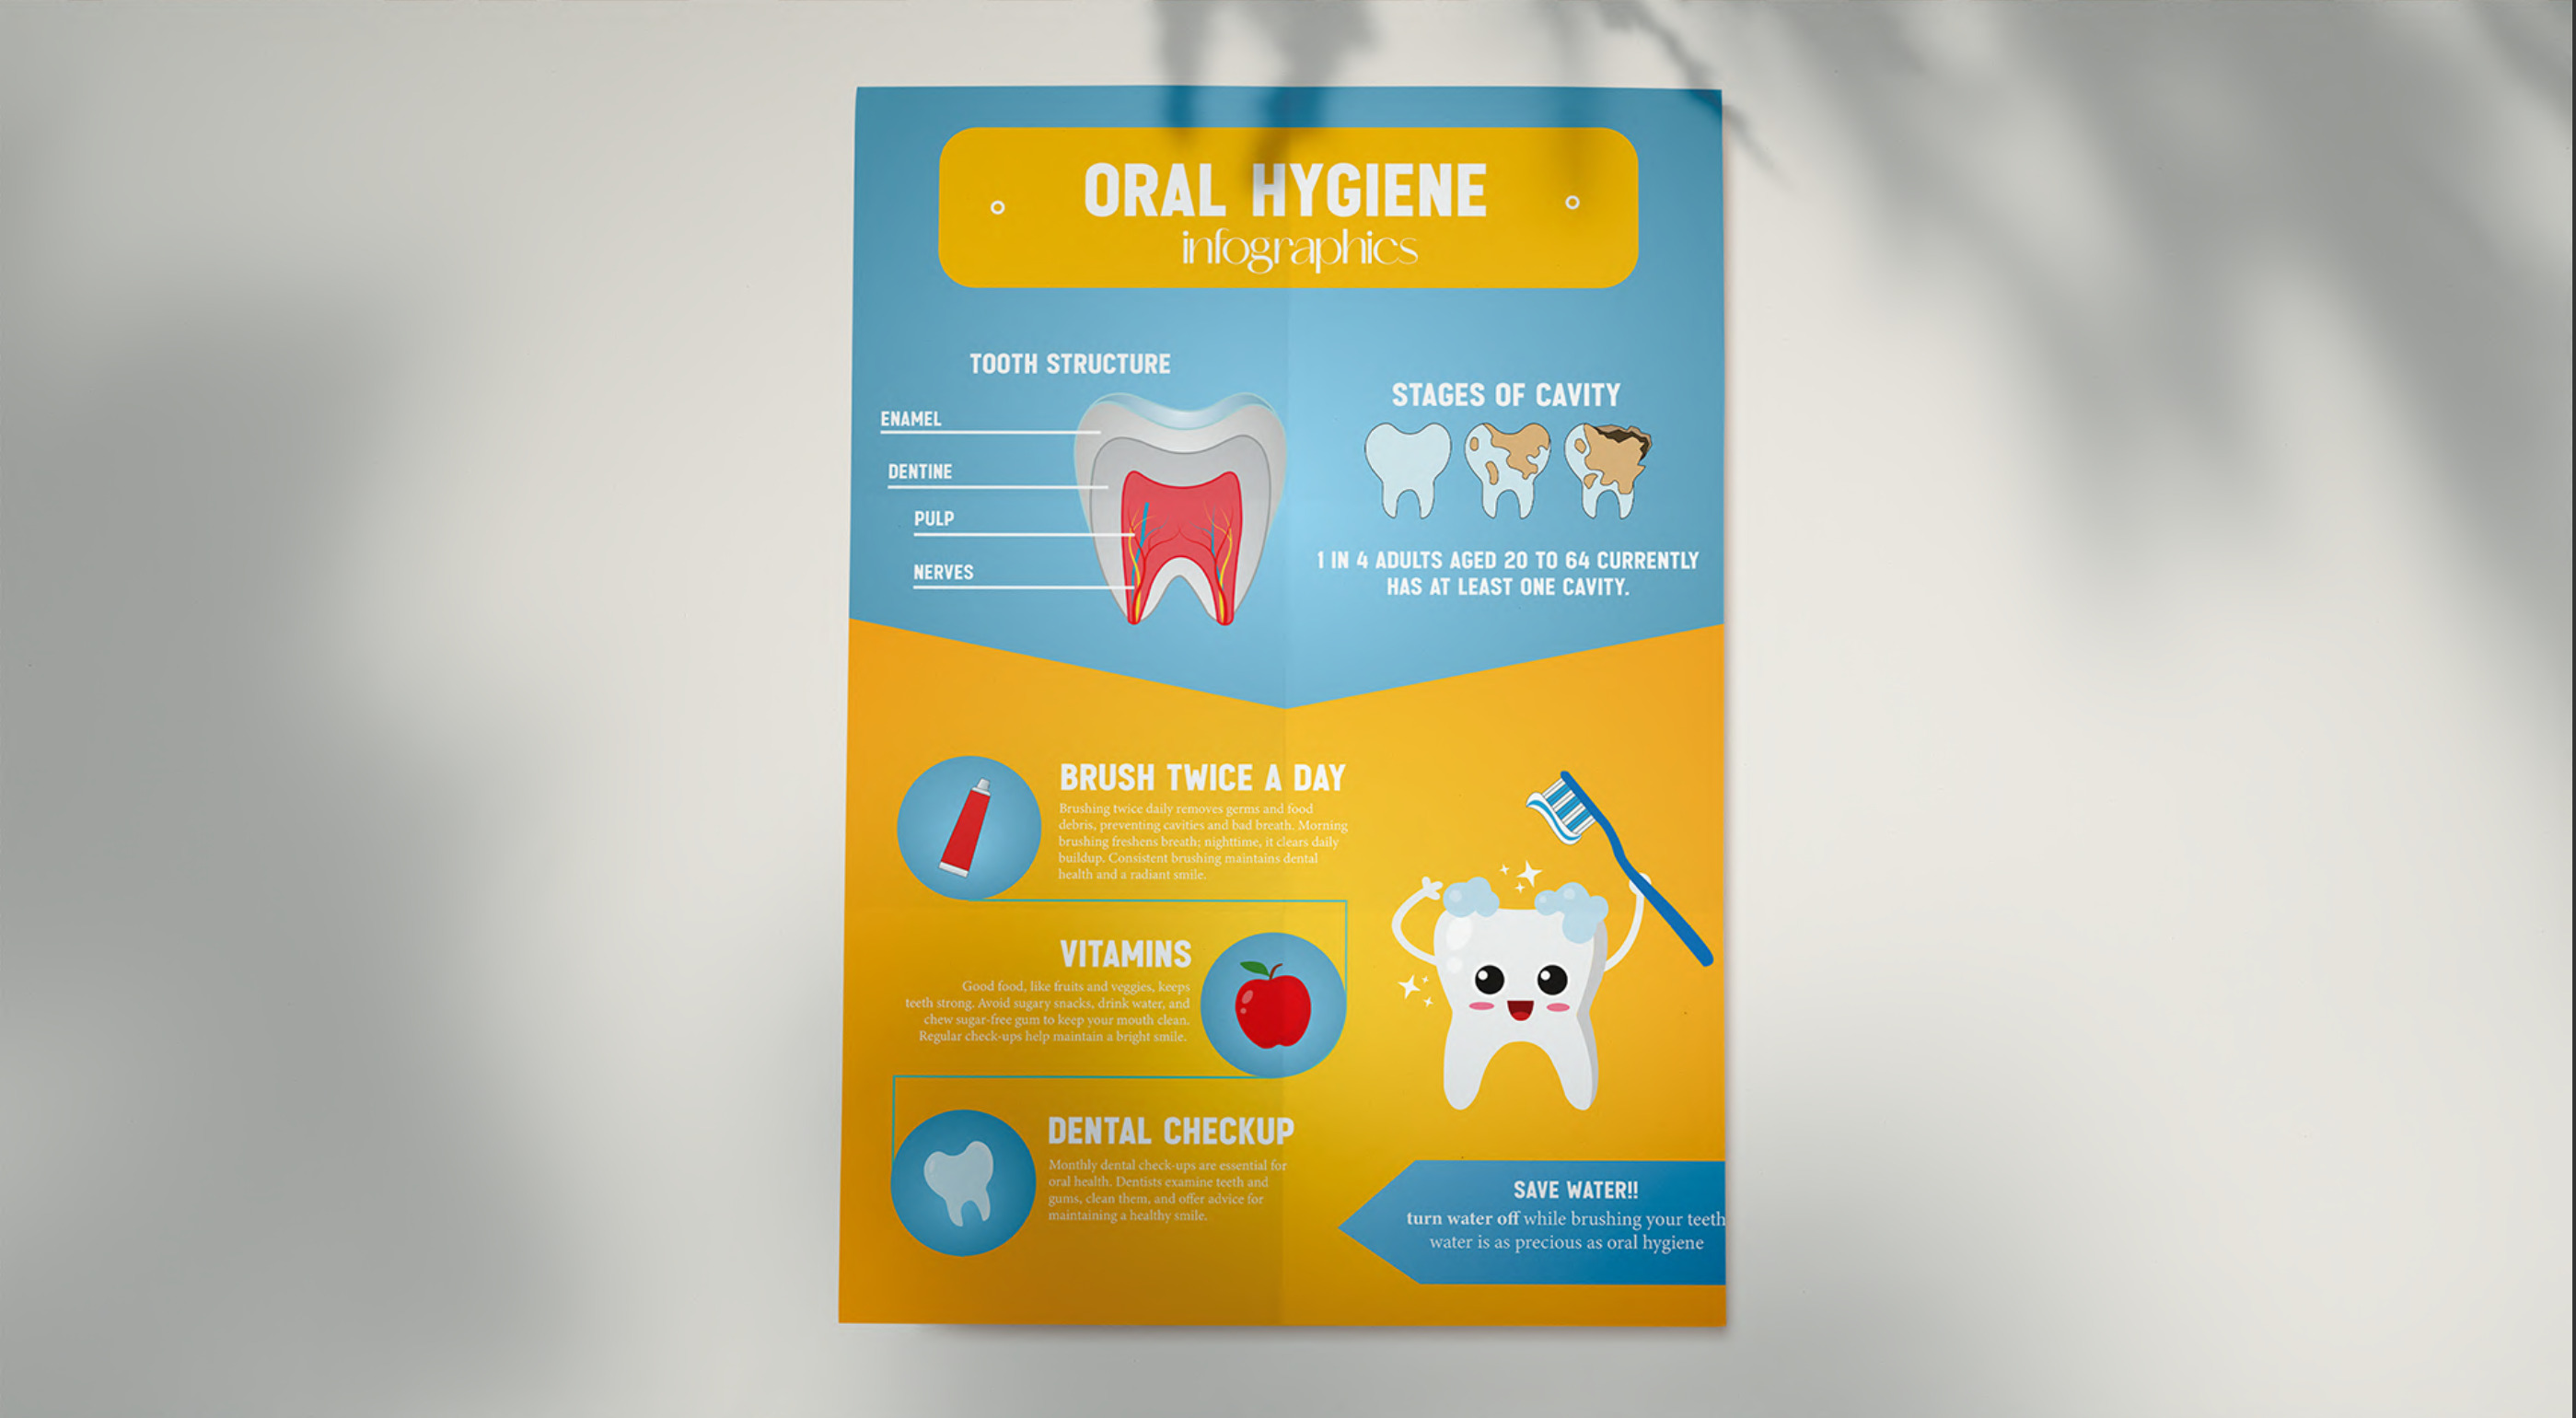 ORAL HYGIENE
infographics
TOOTH STRUCTURE
ENAMEL
DENTINE
PULP
NERVES
STAGES OF CAVITY
1 IN 4 ADULTS AGED 20 TO 64 CURRENTLY
HAS AT LEAST ONE CAVITY.
BRUSH TWICE A DAY
Brushing twice daily removes germs and food
debris, preventing cavities and bad breath. Morning
brushing freshens breath; nighttime, it clears daily
buildup. Consistent brushing maintains dental
health and a radiant smile.
VITAMINS
Good food, like fruits and veggies, keeps
teeth strong. Avoid sugary snacks, drink water, and
chew sugar-free gum to keep your mouth clean.
Regular check-ups help maintain a bright smile.
DENTAL CHECKUP
Monthly dental check-ups are essential for
oral health. Dentists examine teeth and
gums, clean them, and offer advice for
maintaining a healthy smile.
SAVE WATER!!
turn water off while brushing your teeth
water is as precious as oral hygiene